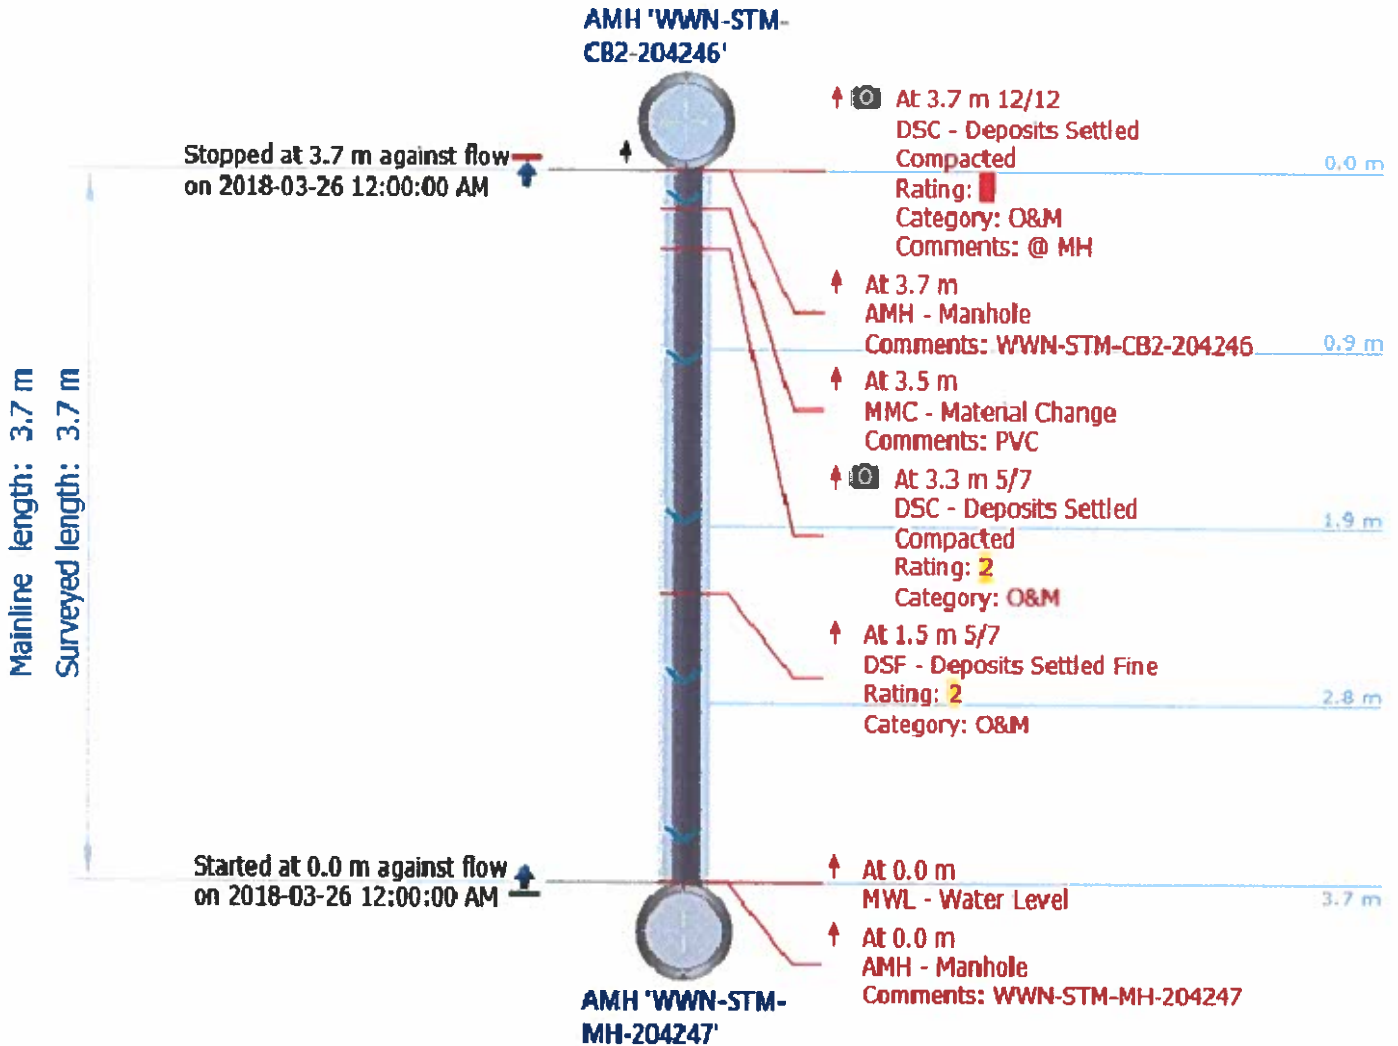 AMH 'WWN-STM-
CB2-204246'
Stopped at 3.7 m against flow
on 2018-03-26 12:00:00 AM
At 3.7 m 12/12
DSC - Deposits Settled
Compacted
Rating:
Category: O&M
Comments: @ MH
0.0 m
At 3.7 m
AMH - Manhole
Comments: WWN-STM-CB2-204246
0.9 m
At 3.5 m
MMC - Material Change
Comments: PVC
At 3.3 m 5/7
DSC - Deposits Settled
Compacted
Rating: 2
Category: O&M
1.9 m
At 1.5 m 5/7
DSF - Deposits Settled Fine
Rating: 2
Category: O&M
2.8 m
Mainline length: 3.7 m
Surveyed length: 3.7 m
Started at 0.0 m against flow
on 2018-03-26 12:00:00 AM
At 0.0 m
MWL - Water Level
3.7 m
At 0.0 m
AMH - Manhole
Comments: WWN-STM-MH-204247
AMH 'WWN-STM-
MH-204247'